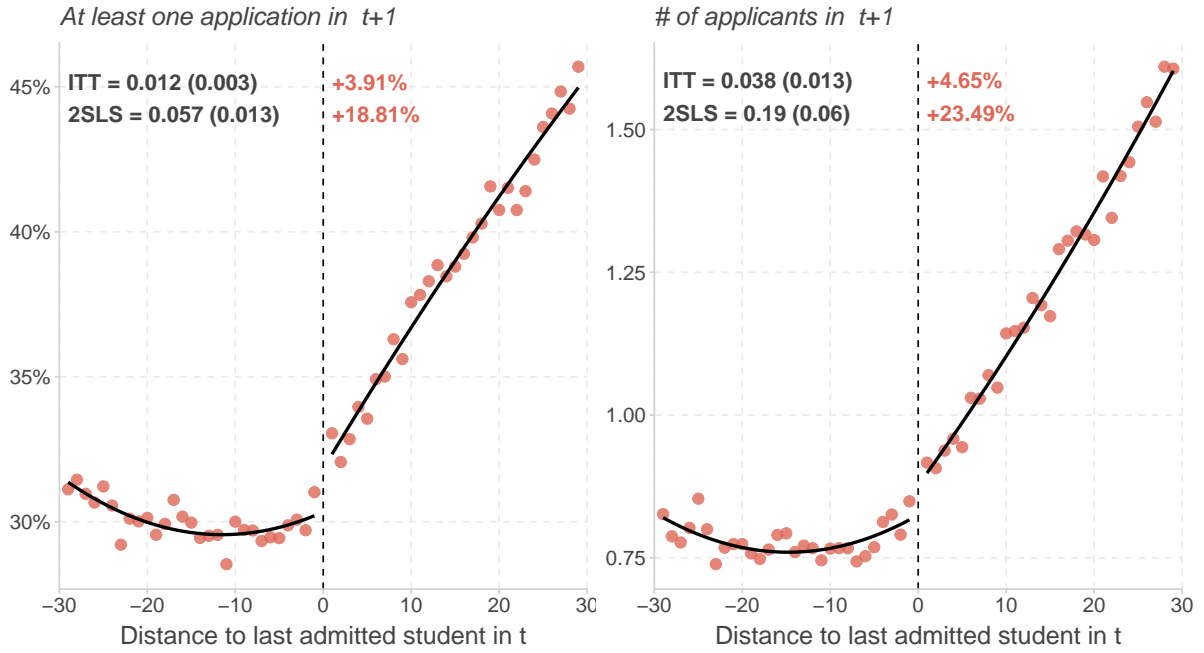 At least one application in t+1
ITT = 0.012 (0.003) +3.91%
2SLS = 0.057 (0.013) +18.81%
45%
40%
35%
30%
−30 −20 −10 0 10 20 30
Distance to last admitted student in t
# of applicants in t+1
ITT = 0.038 (0.013) +4.65%
2SLS = 0.19 (0.06) +23.49%
1.50
1.25
1.00
0.75
−30 −20 −10 0 10 20 30
Distance to last admitted student in t